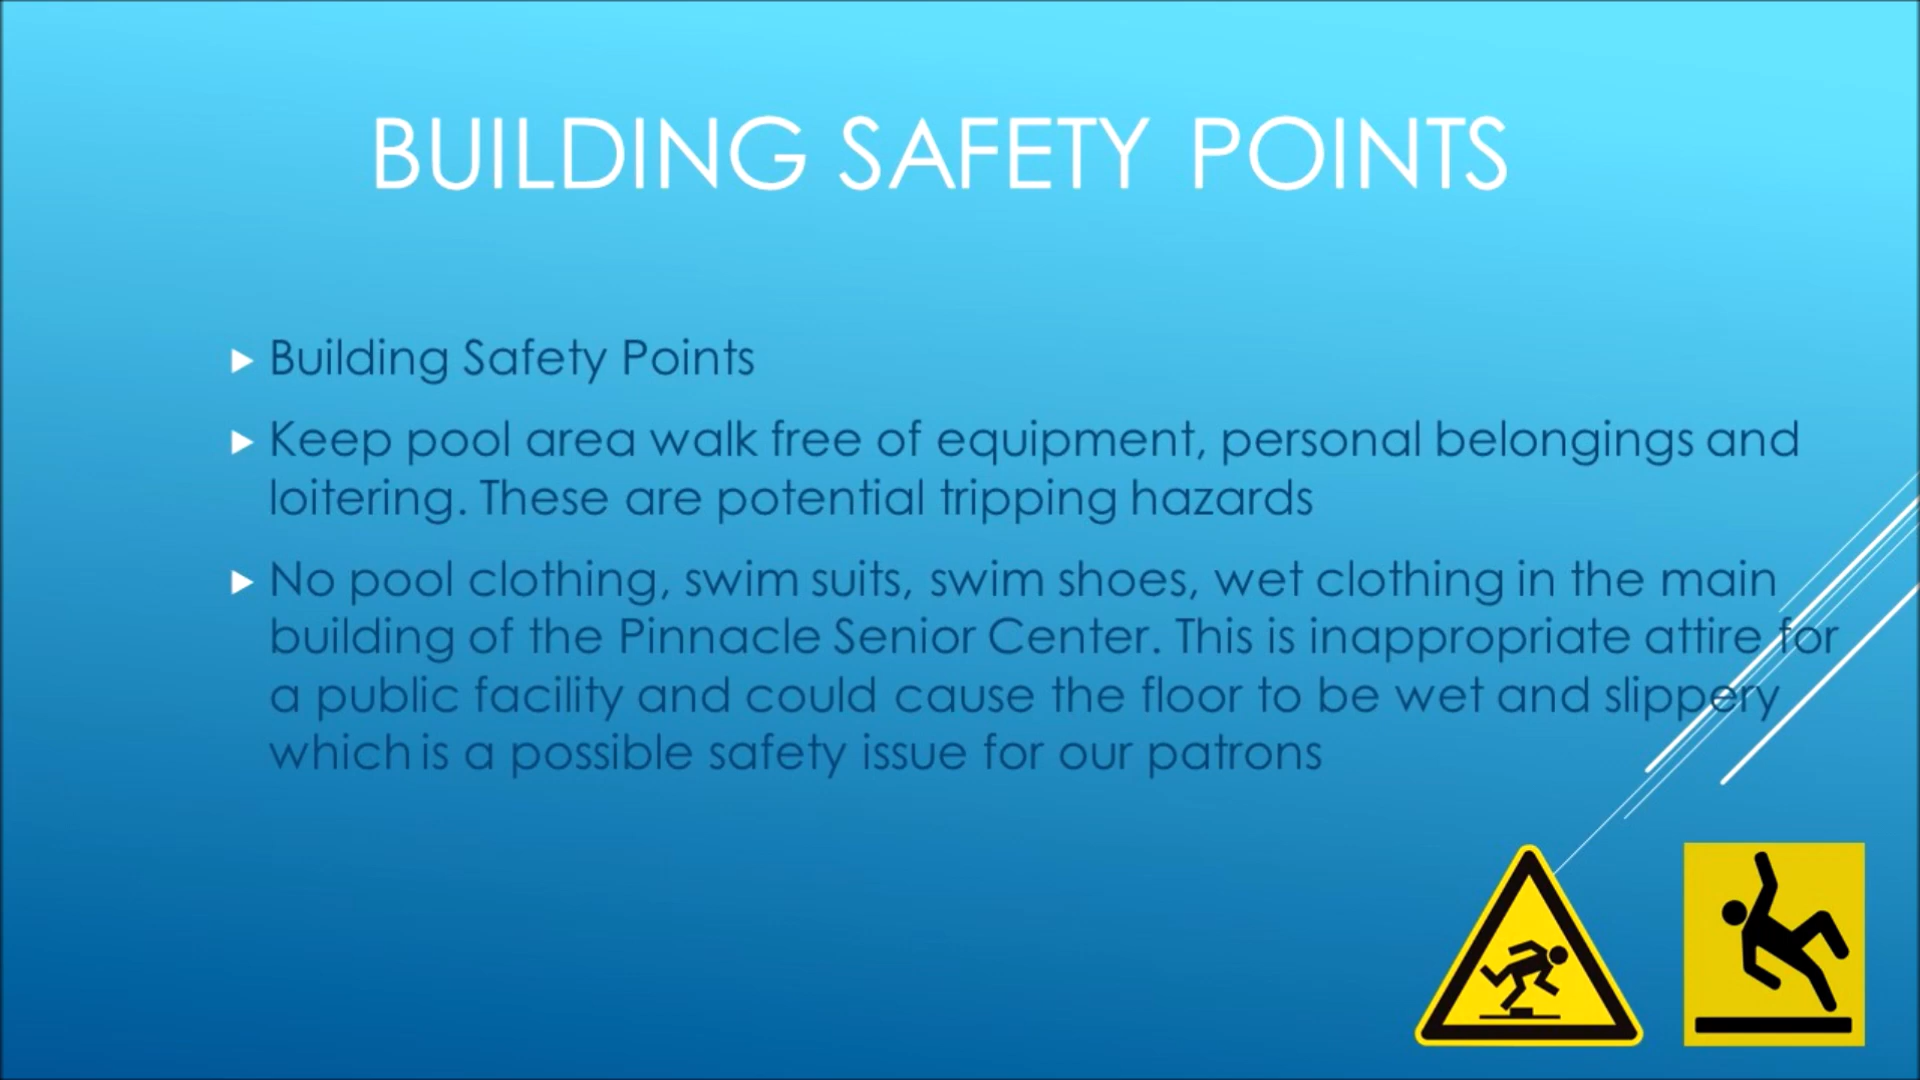 BUILDING SAFETY POINTS
Building Safety Points
Keep pool area walk free of equipment, personal belongings and
loitering. These are potential tripping hazards
No pool clothing, swim suits, swim shoes, wet clothing in the main
building of the Pinnacle Senior Center. This is inappropriate attire for
a public facility and could cause the floor to be wet and slippery
which is a possible safety issue for our patrons